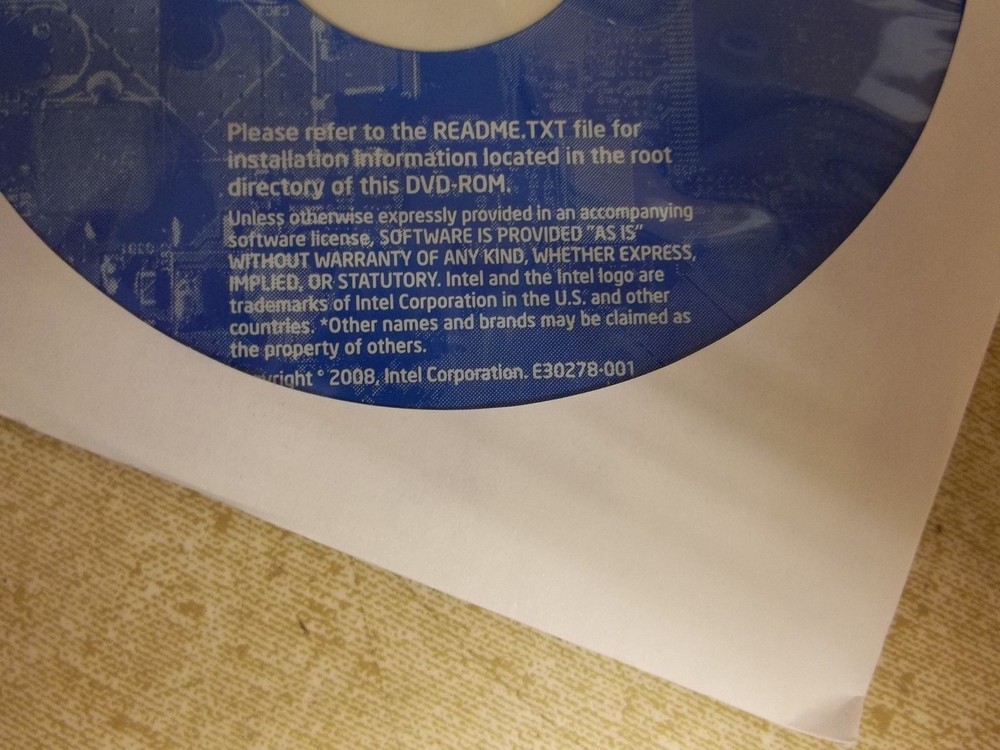 Please refer to the README.TXT file for
installation information located in the root
directory of this DVD-ROM.
Unless otherwise expressly provided in an accompanying
software license, SOFTWARE IS PROVIDED "AS IS"
WITHOUT WARRANTY OF ANY KIND, WHETHER EXPRESS,
IMPLIED, OR STATUTORY. Intel and the Intel logo are
trademarks of Intel Corporation in the U.S. and other
countries. *Other names and brands may be claimed as
the property of others.
2008, Intel Corporation. E30278-001